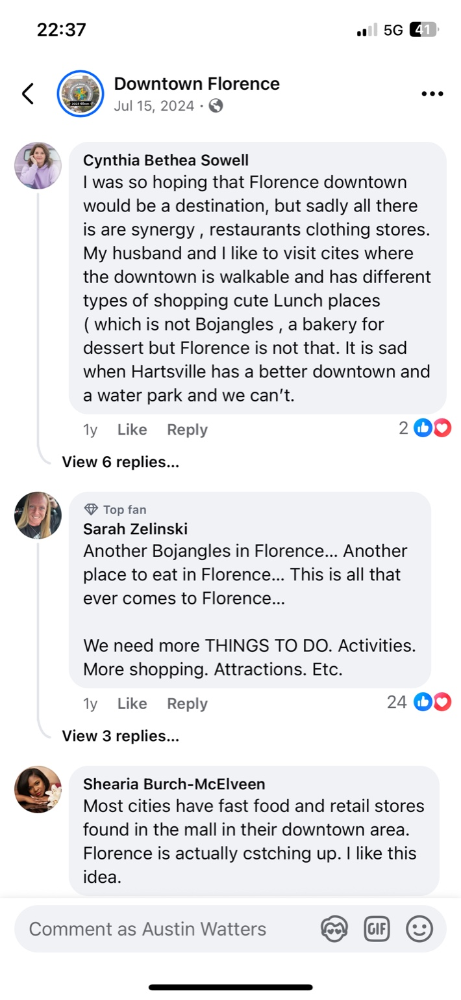 22:37
5G 41
Downtown Florence
Jul 15, 2024 ·
Cynthia Bethea Sowell
I was so hoping that Florence downtown
would be a destination, but sadly all there
is are synergy , restaurants clothing stores.
My husband and I like to visit cites where
the downtown is walkable and has different
types of shopping cute Lunch places
( which is not Bojangles , a bakery for
dessert but Florence is not that. It is sad
when Hartsville has a better downtown and
a water park and we can’t.
1y Like Reply 2
View 6 replies...
Top fan
Sarah Zelinski
Another Bojangles in Florence... Another
place to eat in Florence... This is all that
ever comes to Florence...
We need more THINGS TO DO. Activities.
More shopping. Attractions. Etc.
1y Like Reply 24
View 3 replies...
Shearia Burch-McElveen
Most cities have fast food and retail stores
found in the mall in their downtown area.
Florence is actually cstching up. I like this
idea.
Comment as Austin Watters
GIF